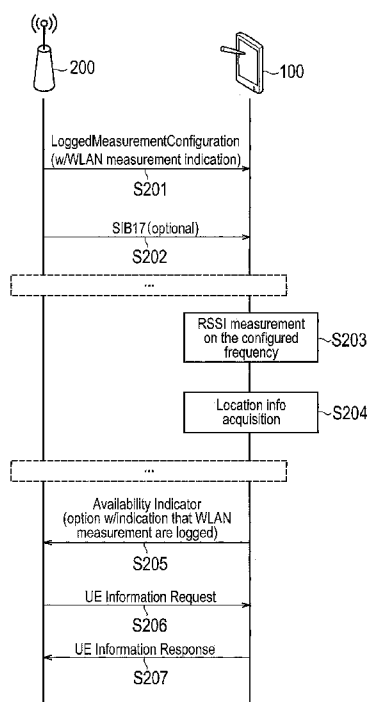 200
100
LoggedMeasurementConfiguration
(w/WLAN measurement indication)
S201
SIB17(optional)
S202
...
RSSI measurement
on the configured
frequency
S203
Location info
acquisition
S204
...
Availability Indicator
(option w/indication that WLAN
measurement are logged)
S205
UE Information Request
S206
UE Information Response
S207